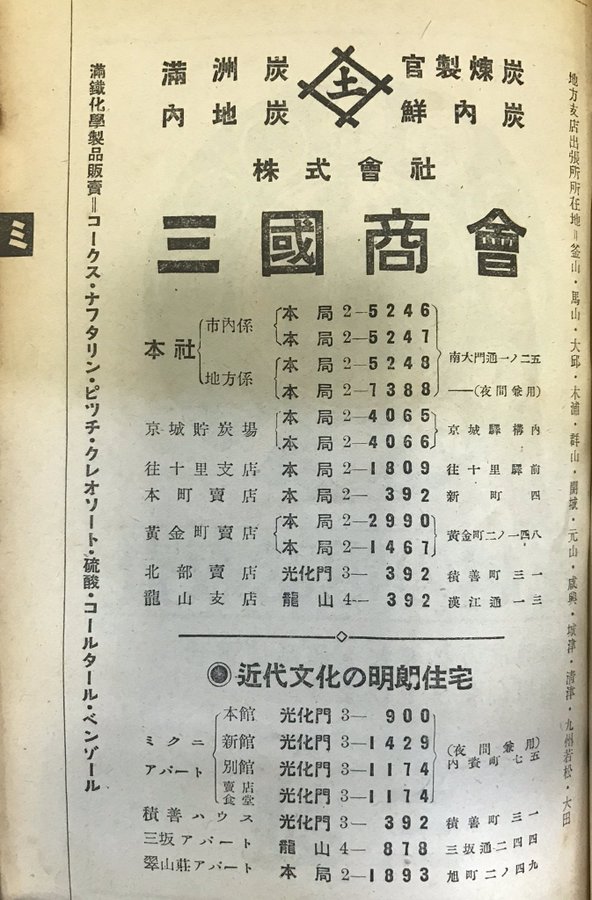 地方支店出張所所在地＝釜山・馬山・大邱・木浦・群山・開城・元山・咸興・城津・清津・九州若松・大田
滿洲炭 土 官製煉炭
內地炭 鮮內炭
株式會社
三國商會
本社 市內係 本局 2—5246
本局 2—5247
地方係 本局 2—5248 南大門通一ノ二五
本局 2—7388 ——(夜間兼用)
京城貯炭場 本局 2—4065 京城驛構內
本局 2—4066
往十里支店 本局 2—1809 往十里驛前
本町賣店 本局 2—392 新町四
黃金町賣店 本局 2—2990 黃金町二ノ一四八
本局 2—1467
北部賣店 光化門 3—392 積善町三一
龍山支店 龍山 4—392 漢江通一三
◉近代文化の明朗住宅
ミクニアパート 本館 光化門 3—900
新館 光化門 3—1429 (夜間兼用)
別館 光化門 3—1174 內資町七五
賣店食堂 光化門 3—1174
積善ハウス 光化門 3—392 積善町三一
三坂アパート 龍山 4—878 三坂通二四四
翠山莊アパート 本局 2—1893 旭町二ノ四九
滿鐵化學製品販賣＝コークス・ナフタリン・ピッチ・クレオソート・硫酸・コールタール・ベンゾール
ミ